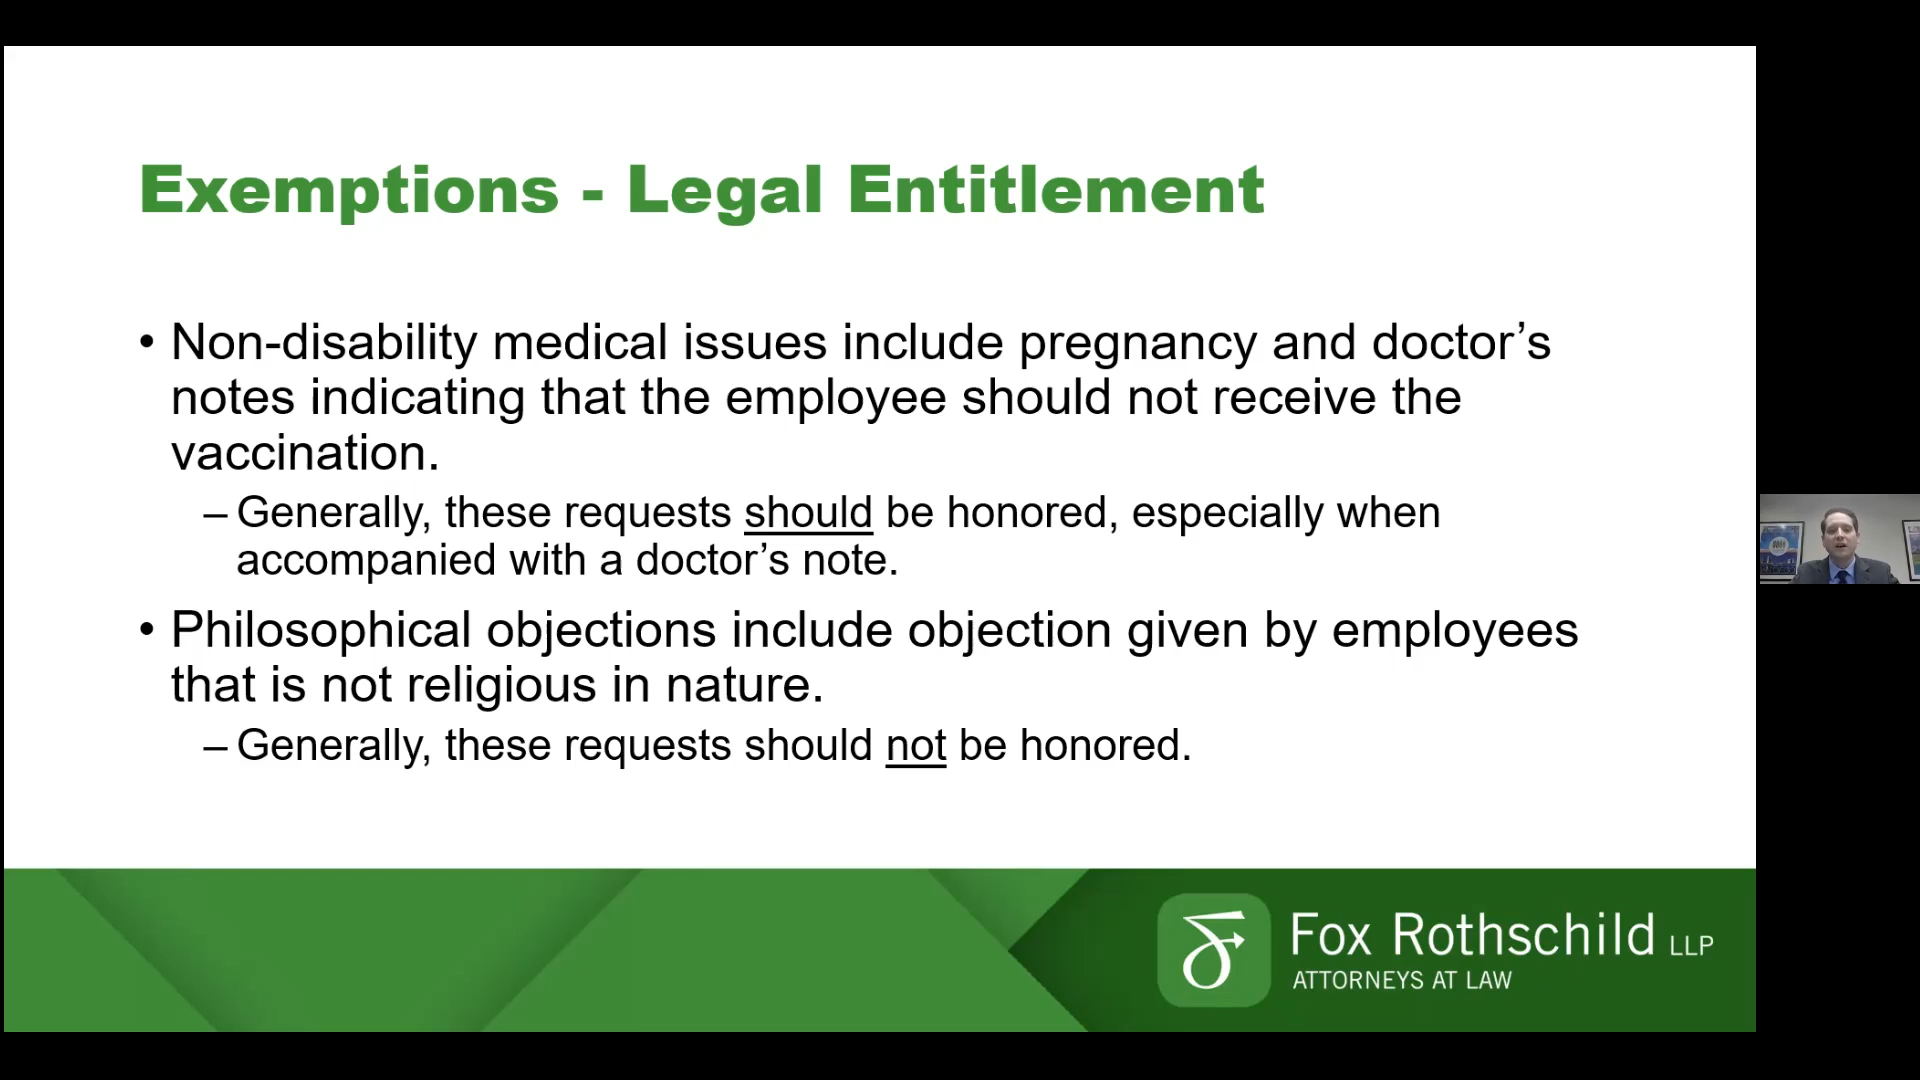 Exemptions - Legal Entitlement
• Non-disability medical issues include pregnancy and doctor’s
notes indicating that the employee should not receive the
vaccination.
– Generally, these requests should be honored, especially when
accompanied with a doctor’s note.
• Philosophical objections include objection given by employees
that is not religious in nature.
– Generally, these requests should not be honored.
Fox Rothschild LLP
ATTORNEYS AT LAW